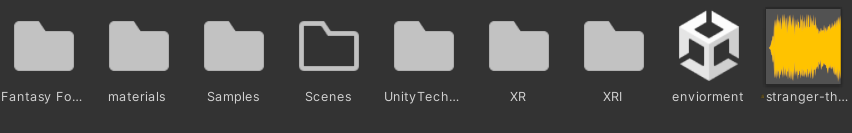 Fantasy Fo...
materials
Samples
Scenes
UnityTech...
XR
XRI
enviorment
stranger-th...